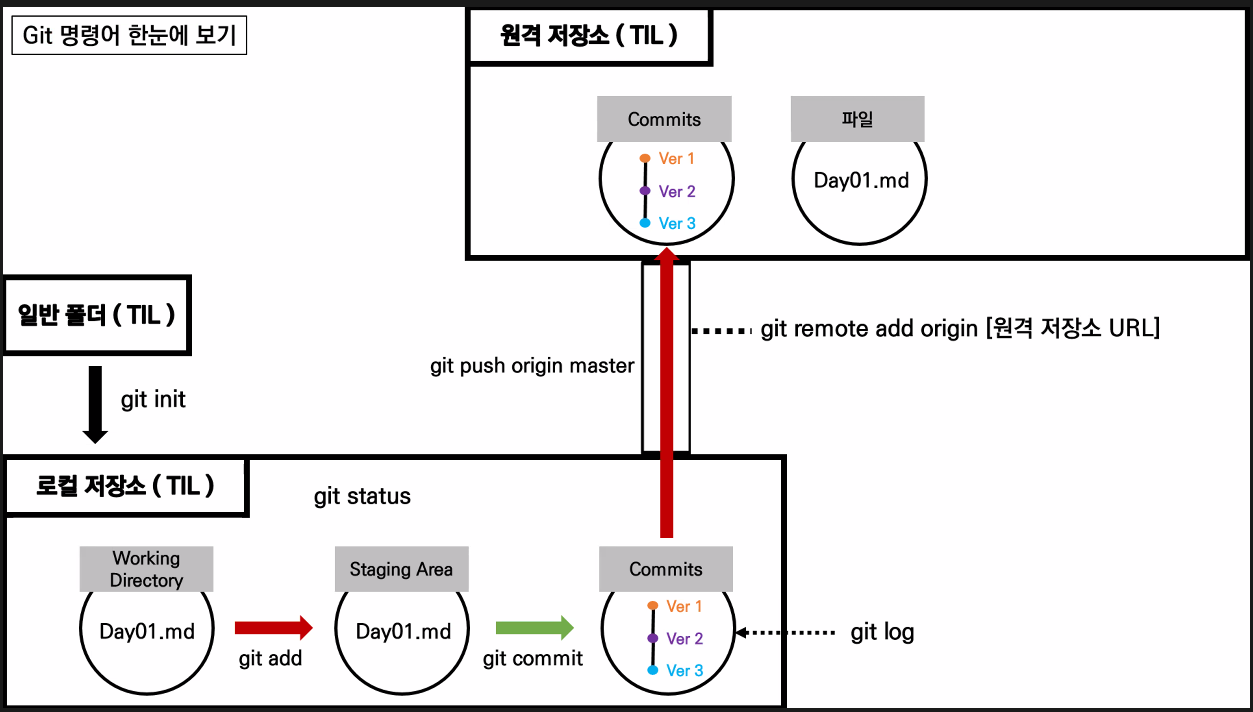 Git 명령어 한눈에 보기
원격 저장소 ( TIL )
Commits
Ver 1
Ver 2
Ver 3
파일
Day01.md
일반 폴더 ( TIL )
git init
git push origin master
git remote add origin [원격 저장소 URL]
로컬 저장소 ( TIL )
git status
Working
Directory
Day01.md
git add
Staging Area
Day01.md
git commit
Commits
Ver 1
Ver 2
Ver 3
git log